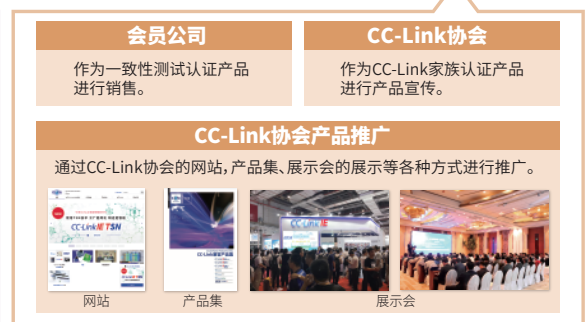 会员公司
作为一致性测试认证产品
进行销售。
CC-Link协会
作为CC-Link家族认证产品
进行产品宣传。
CC-Link协会产品推广
通过CC-Link协会的网站,产品集、展示会的展示等各种方式进行推广。
CC-Link IE TSN
CC-Link IE
网站
产品集
展示会